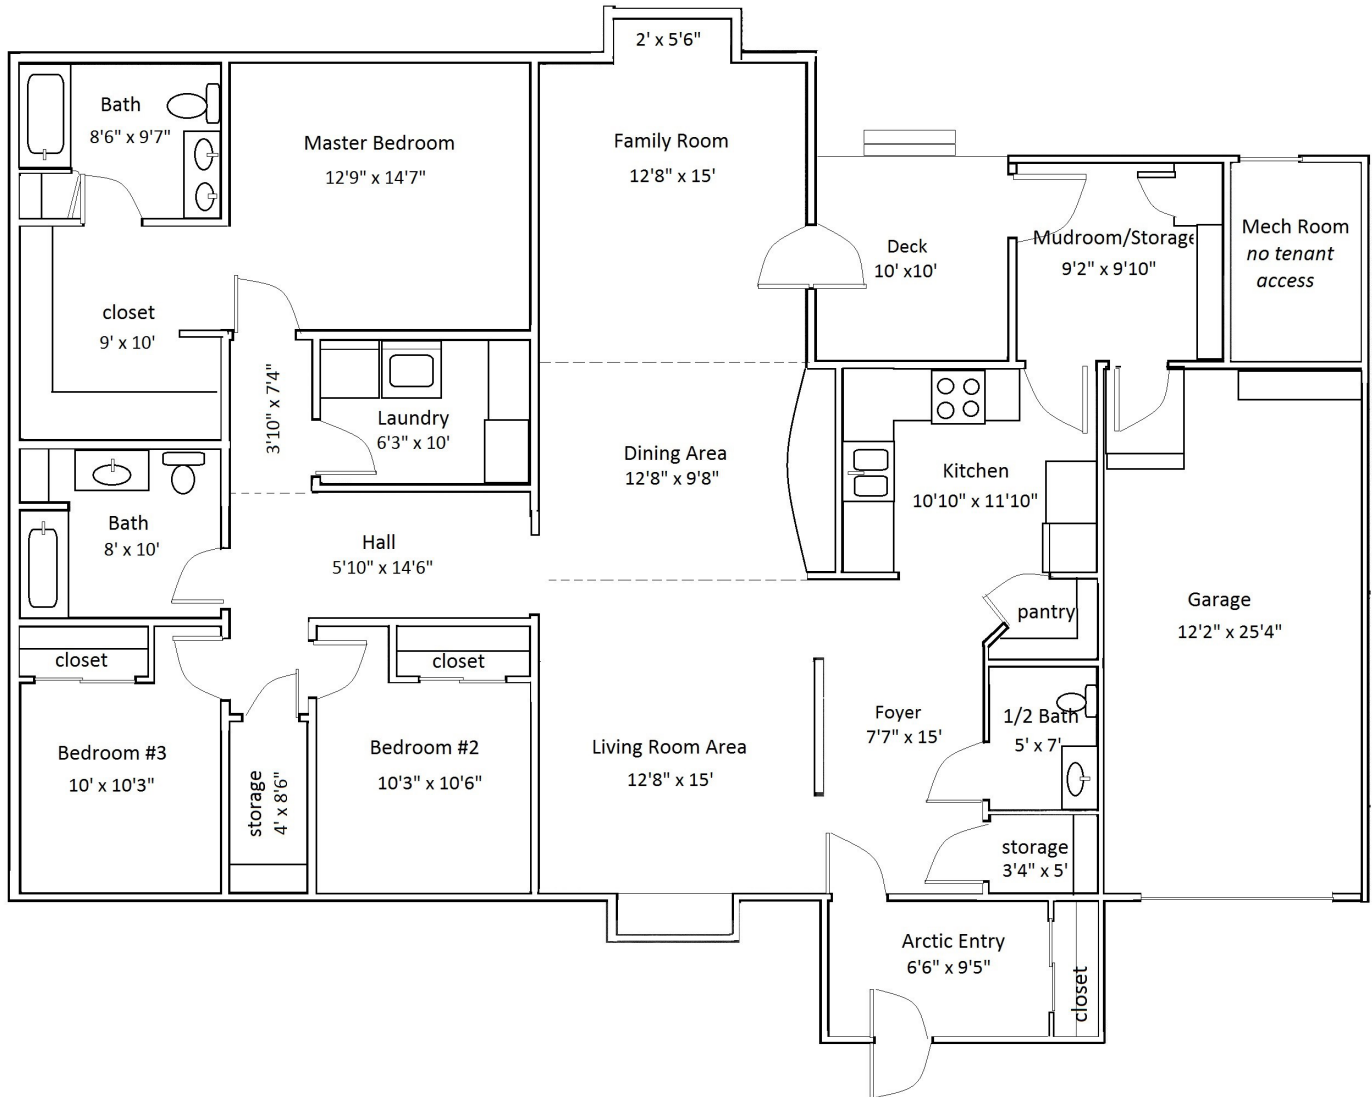 2' x 5'6"
Bath
8'6" x 9'7"
Master Bedroom
12'9" x 14'7"
Family Room
12'8" x 15'
Deck
10' x10'
Mudroom/Storage
9'2" x 9'10"
Mech Room
no tenant
access
closet
9' x 10'
3'10" x 7'4"
Laundry
6'3" x 10'
Dining Area
12'8" x 9'8"
Kitchen
10'10" x 11'10"
Bath
8' x 10'
Hall
5'10" x 14'6"
pantry
Garage
12'2" x 25'4"
closet
closet
Bedroom #3
10' x 10'3"
storage
4' x 8'6"
Bedroom #2
10'3" x 10'6"
Living Room Area
12'8" x 15'
Foyer
7'7" x 15'
1/2 Bath
5' x 7'
storage
3'4" x 5'
Arctic Entry
6'6" x 9'5"
closet